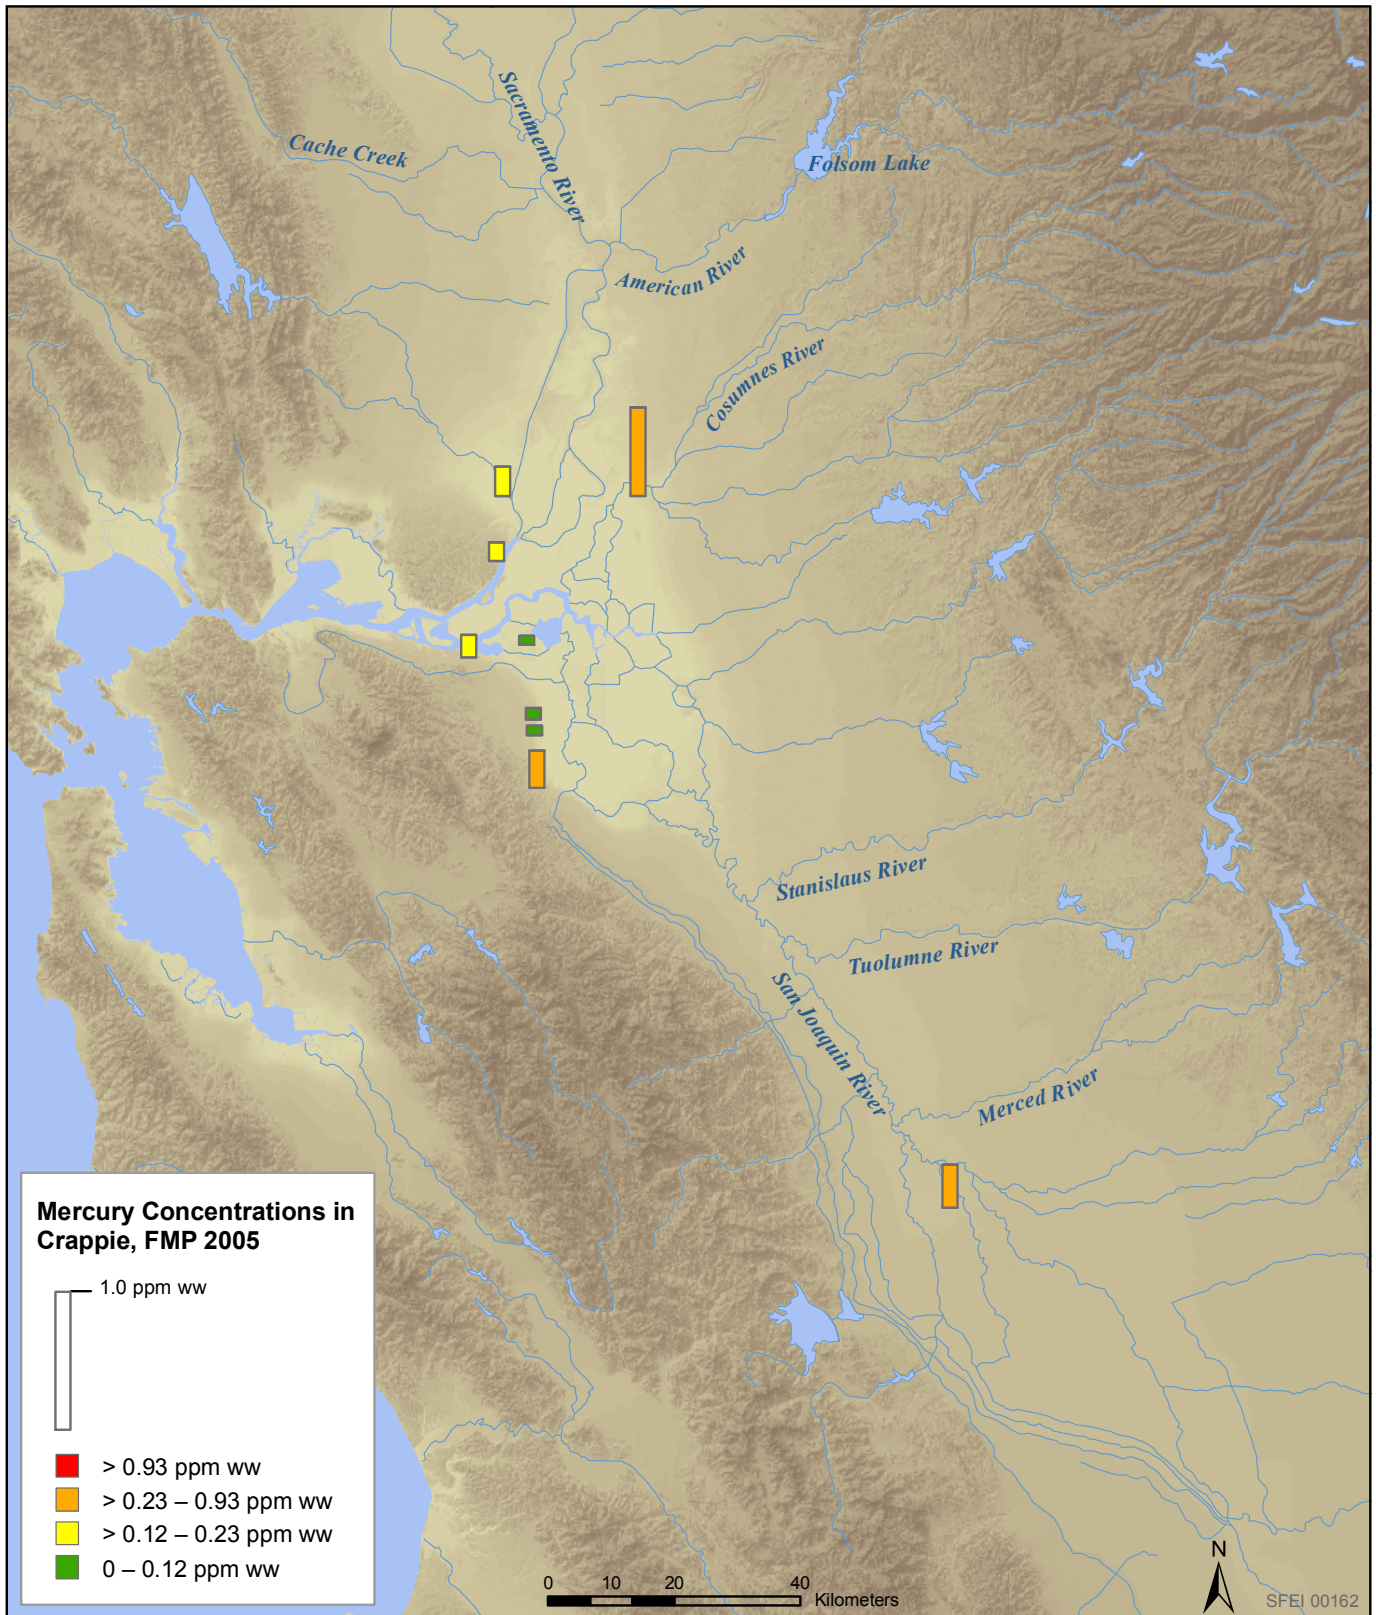 Sacramento River
Cache Creek
Folsom Lake
American River
Cosumnes River
Stanislaus River
Tuolumne River
San Joaquin River
Merced River
Mercury Concentrations in
Crappie, FMP 2005
1.0 ppm ww
> 0.93 ppm ww
> 0.23 – 0.93 ppm ww
> 0.12 – 0.23 ppm ww
0 – 0.12 ppm ww
0 10 20 40
Kilometers
N
SFEI 00162